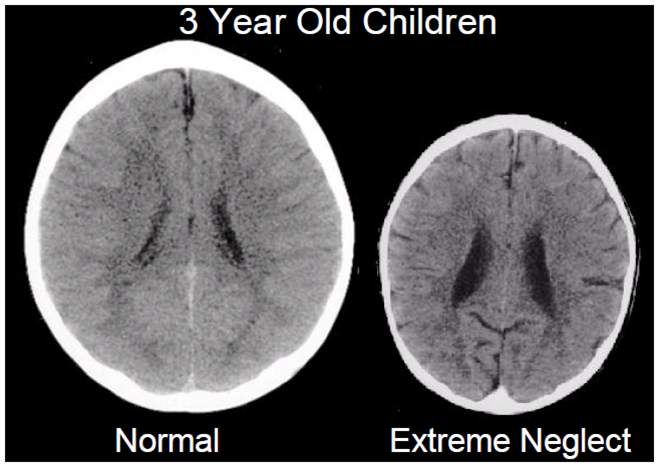 3 Year Old Children
Normal
Extreme Neglect